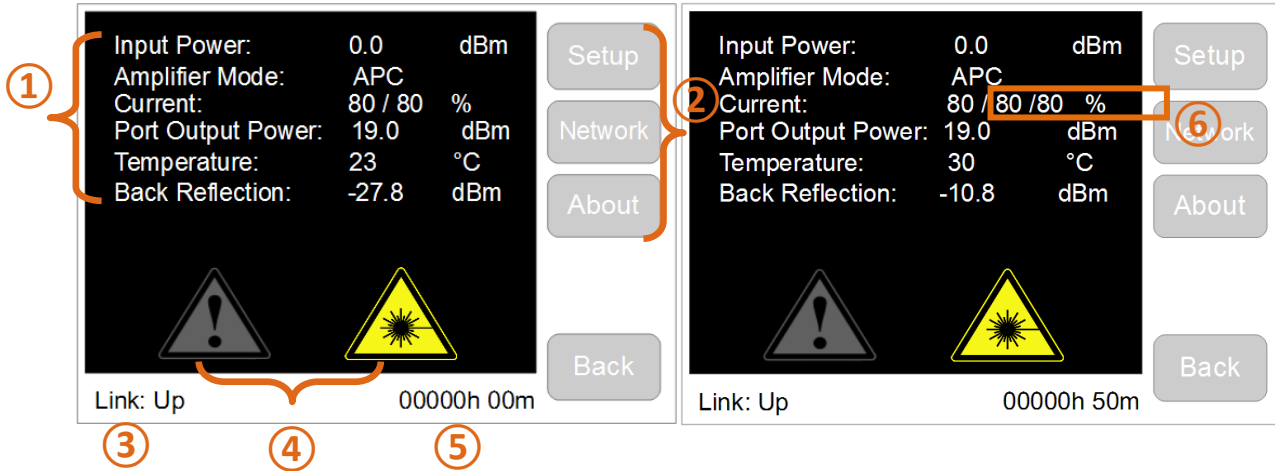 ①
Input Power: 0.0 dBm
Amplifier Mode: APC
Current: 80 / 80 %
Port Output Power: 19.0 dBm
Temperature: 23 °C
Back Reflection: -27.8 dBm
Setup
Network
About
Back
Link: Up 00000h 00m
②
③
④
⑤
Input Power: 0.0 dBm
Amplifier Mode: APC
Current: 80 / 80 /80 %
Port Output Power: 19.0 dBm
Temperature: 30 °C
Back Reflection: -10.8 dBm
Setup
Network
About
Back
⑥
Link: Up 00000h 50m